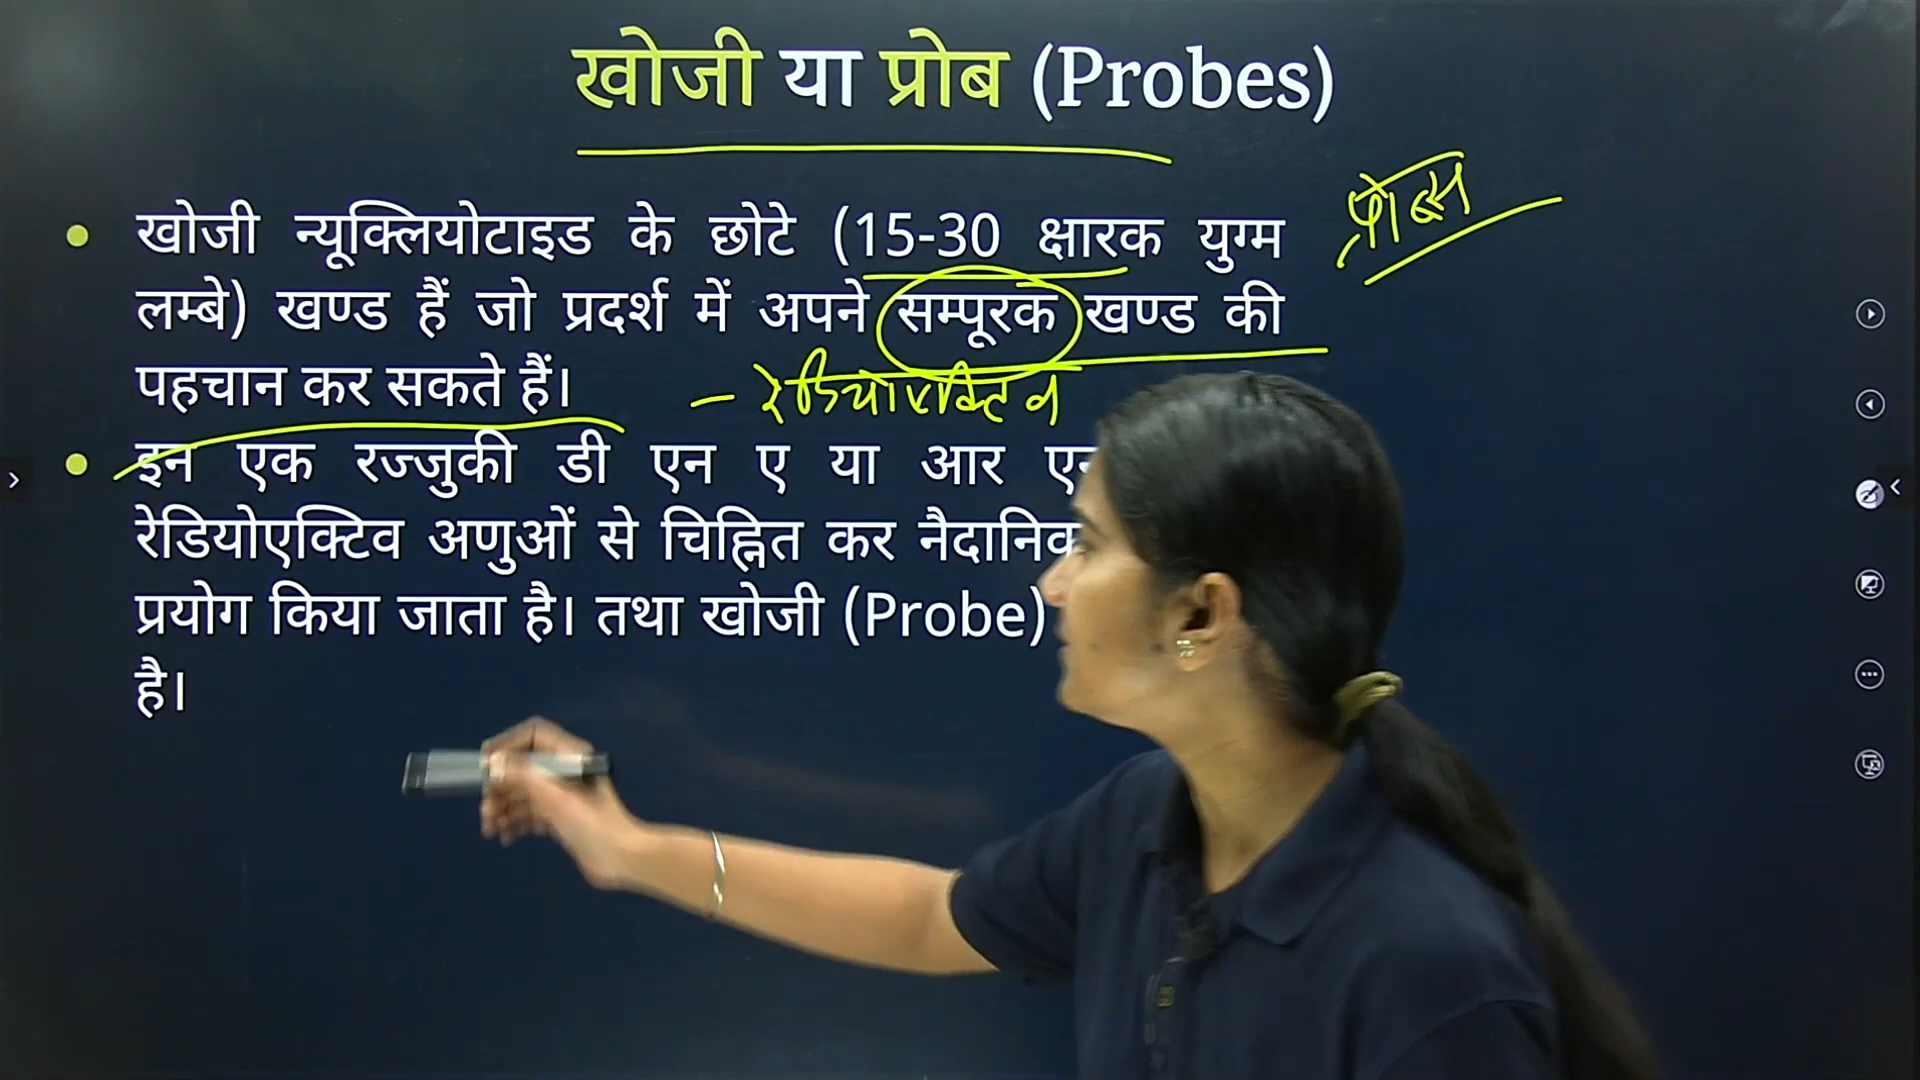 खोजी या प्रोब (Probes)
खोजी न्यूक्लियोटाइड के छोटे (15-30 क्षारक युग्म
प्रोब्स
लम्बे) खण्ड हैं जो प्रदर्श में अपने सम्पूरक खण्ड की
पहचान कर सकते हैं।
- रेडियोएक्टिव
इन एक रज्जुकी डी एन ए या आर
रेडियोएक्टिव अणुओं से चिह्नित कर नैदानिक
प्रयोग किया जाता है। तथा खोजी (Probe)
है।